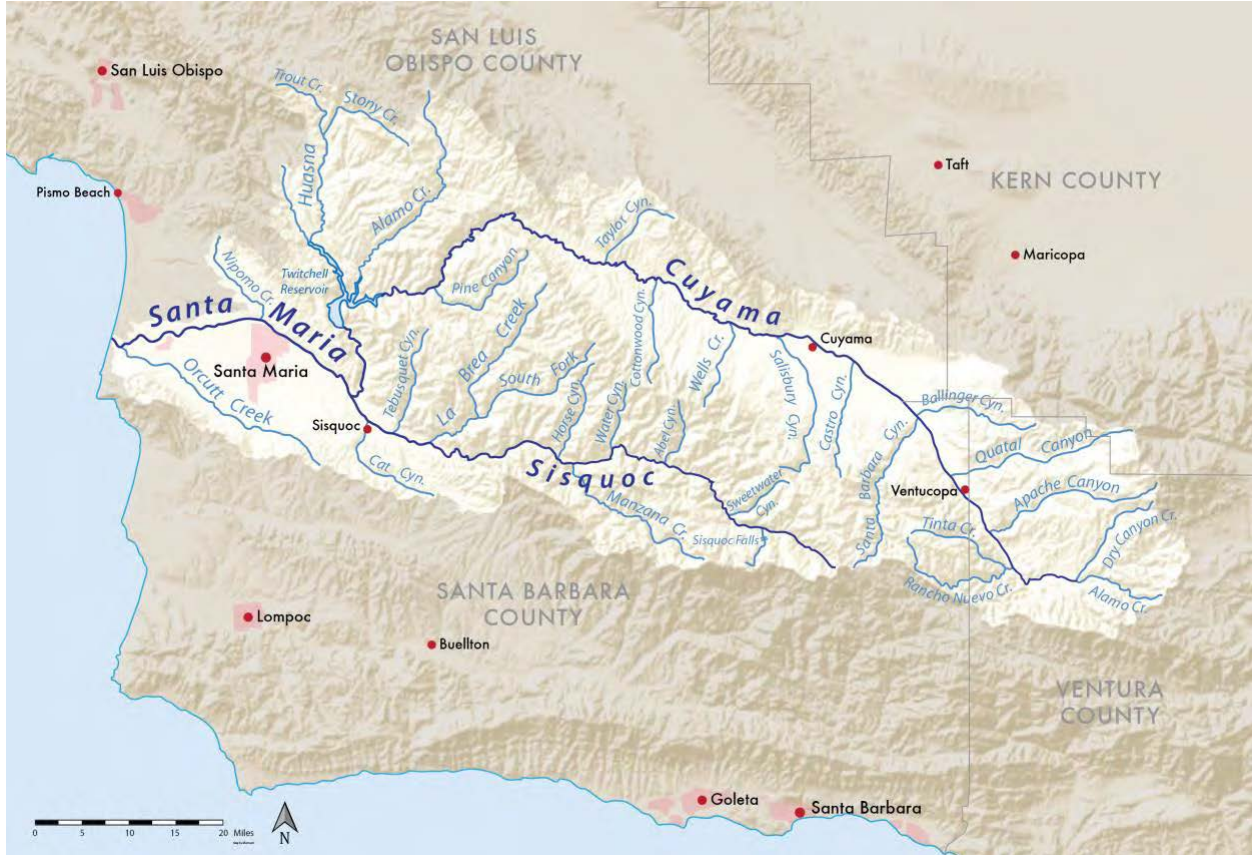 SAN LUIS
OBISPO COUNTY
San Luis Obispo
Trout Cr.
Stony Cr.
Taft
KERN COUNTY
Pismo Beach
Huasna
Alamo Cr.
Taylor Cyn.
Maricopa
Nipomo Cr.
Twitchell
Reservoir
Pine Canyon
Cuyama
Santa
Maria
Santa Maria
Orcutt Creek
Tebusquet Cyn.
La Brea Creek
South Fork
Horse Cyn.
Water Cyn.
Cottonwood Cyn.
Wells Cr.
Abel Cyn.
Salisbury Cyn.
Cuyama
Castro Cyn.
Santa Barbara Cyn.
Ballinger Cyn.
Quatal Canyon
Sisquoc
Cat Cyn.
Sisquoc
Manzana Cr.
Sweetwater
Cyn.
Sisquoc Falls
Ventucopa
Apache Canyon
Tinta Cr.
Dry Canyon Cr.
Rancho Nuevo Cr.
Alamo Cr.
SANTA BARBARA
COUNTY
Lompoc
Buellton
VENTURA
COUNTY
Goleta
Santa Barbara
0 5 10 15 20 Miles
N